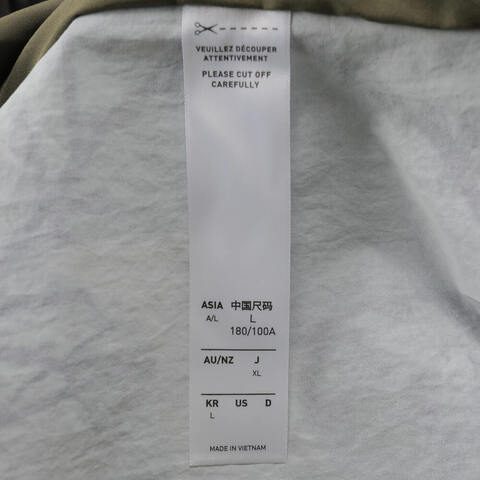 VEUILLEZ DÉCOUPER
ATTENTIVEMENT
PLEASE CUT OFF
CAREFULLY
ASIA 中国尺码
A/L L
180/100A
AU/NZ J
XL
KR US D
L
MADE IN VIETNAM